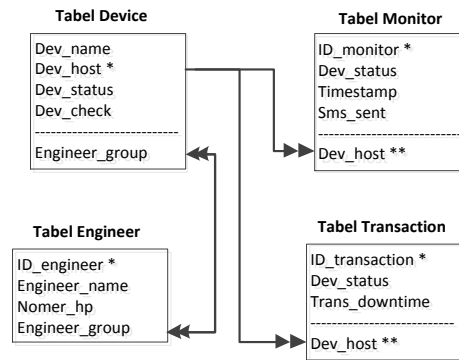 Tabel Device
Dev_name
Dev_host *
Dev_status
Dev_check
----------------------------
Engineer_group
Tabel Monitor
ID_monitor *
Dev_status
Timestamp
Sms_sent
---------------------------
Dev_host **
Tabel Engineer
ID_engineer *
Engineer_name
Nomer_hp
Engineer_group
Tabel Transaction
ID_transaction *
Dev_status
Trans_downtime
----------------------------
Dev_host **